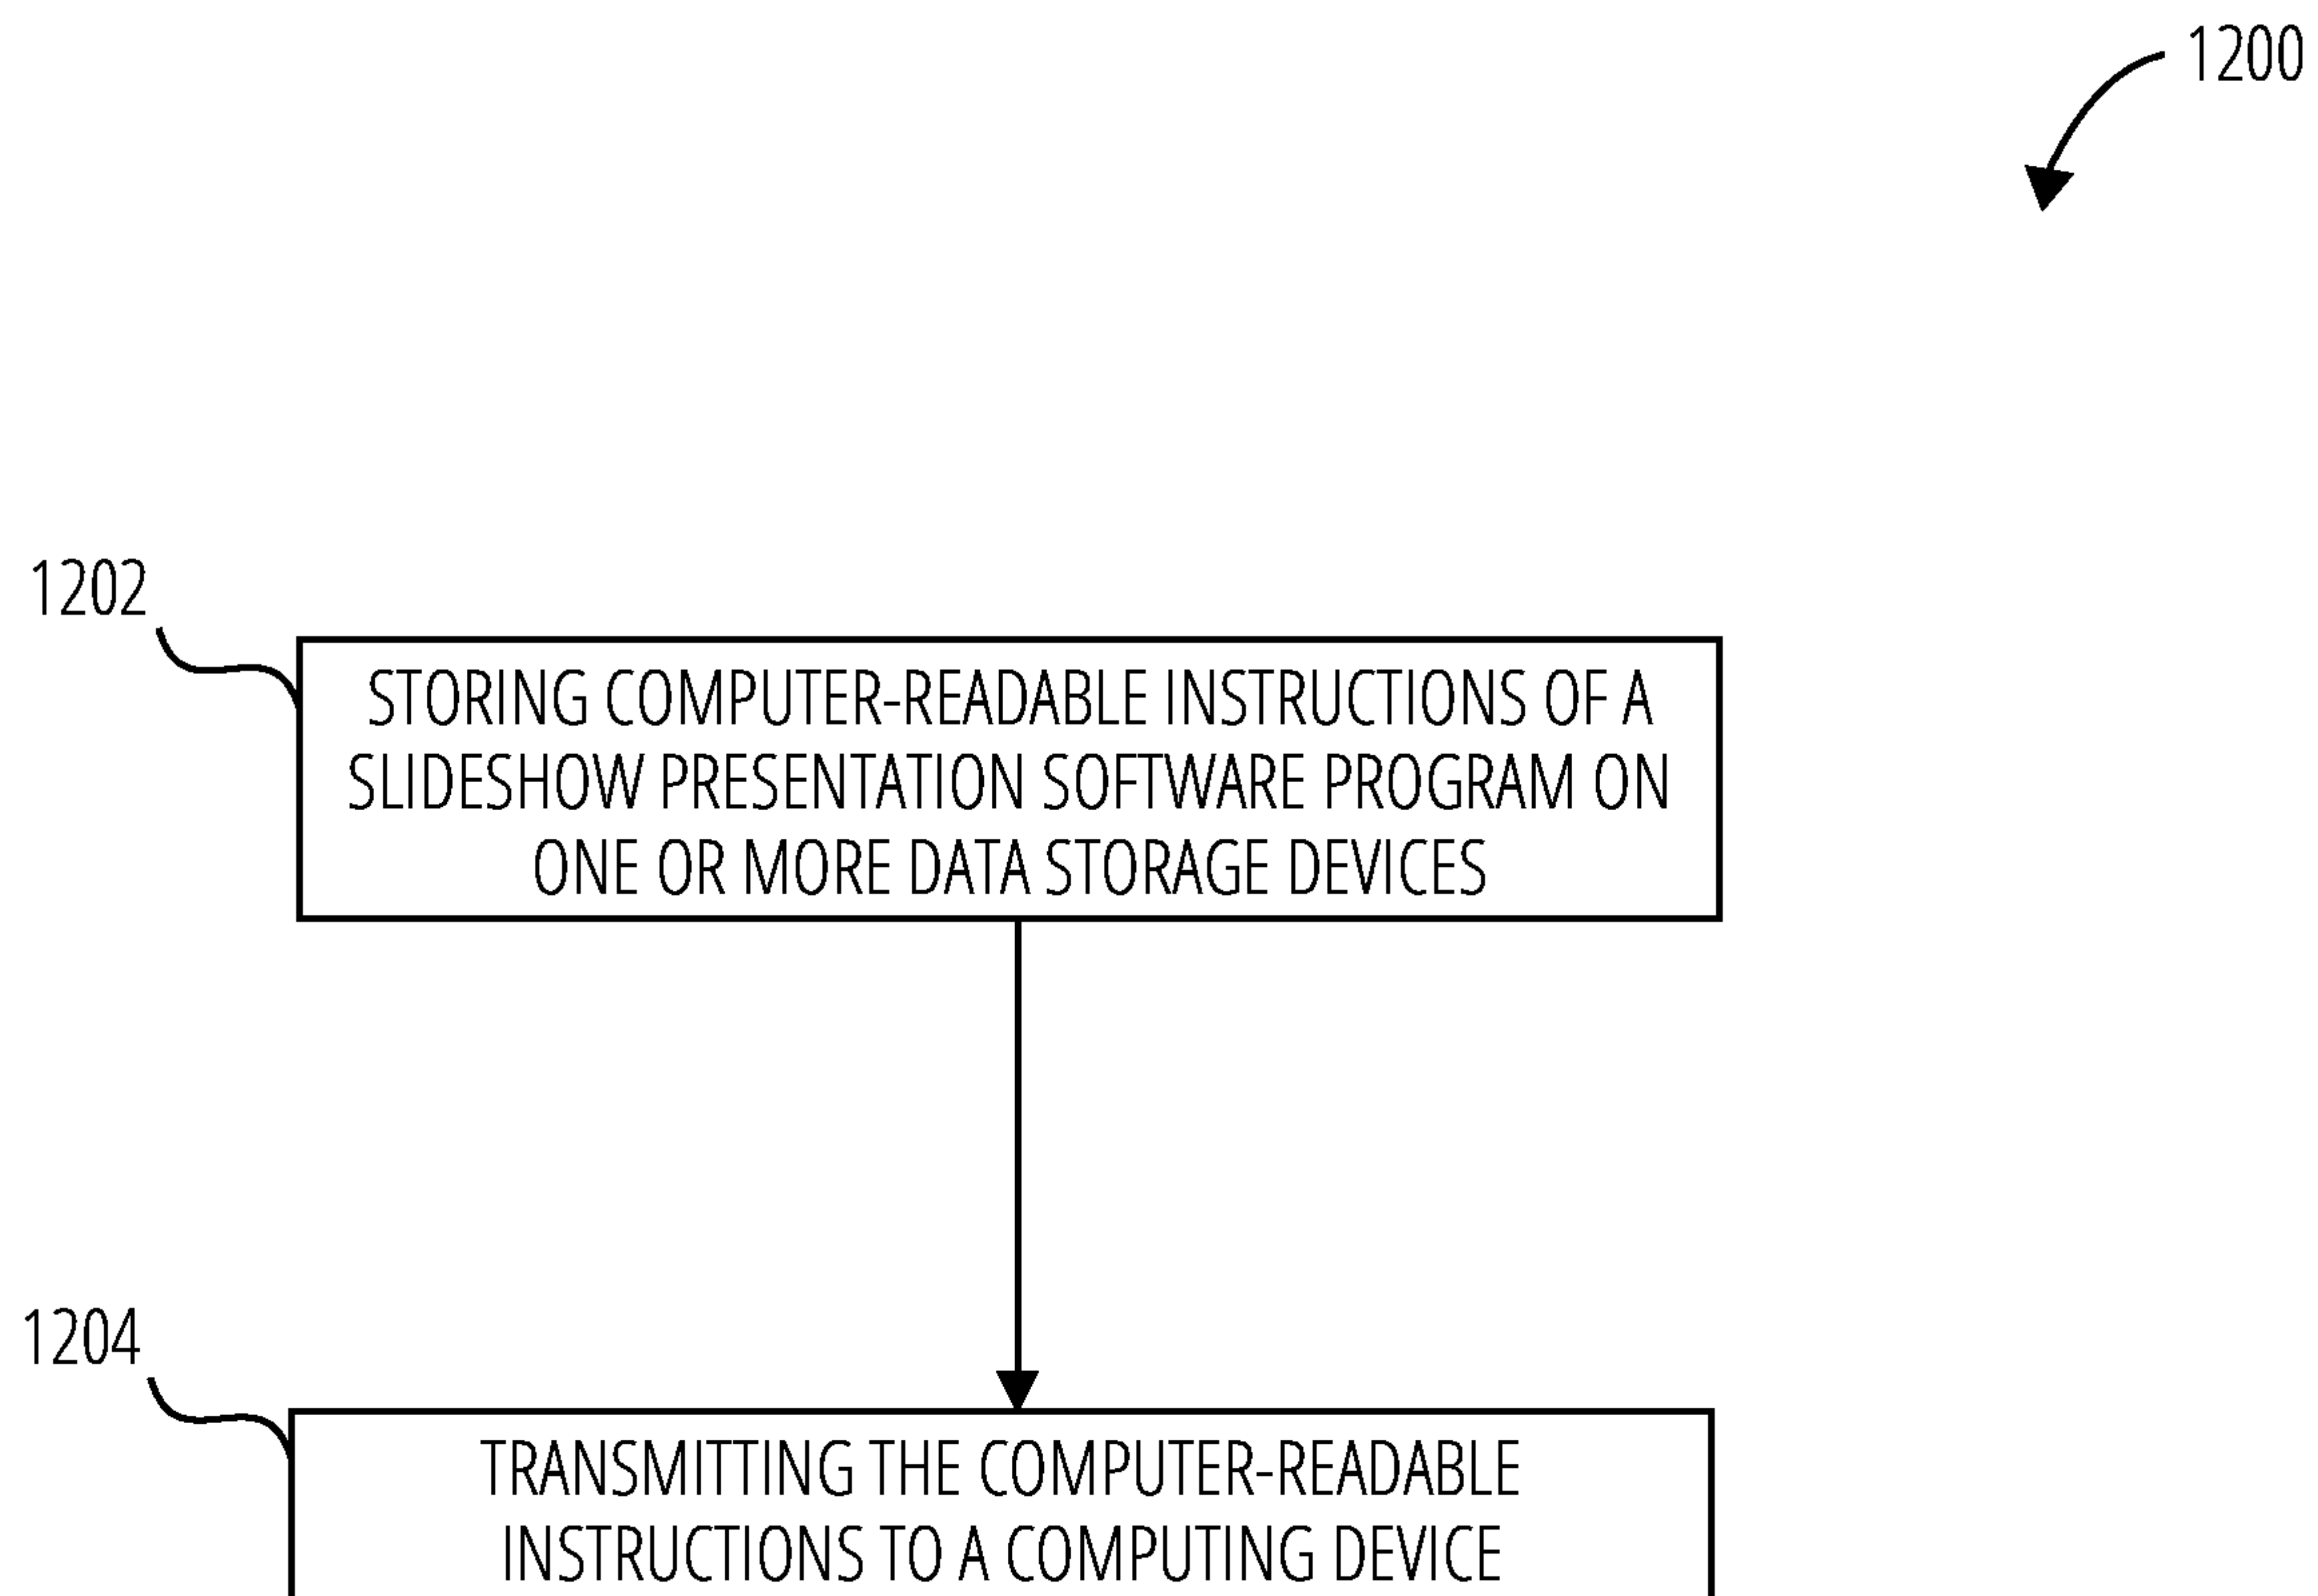 1200
1202
STORING COMPUTER-READABLE INSTRUCTIONS OF A
SLIDESHOW PRESENTATION SOFTWARE PROGRAM ON
ONE OR MORE DATA STORAGE DEVICES
1204
TRANSMITTING THE COMPUTER-READABLE
INSTRUCTIONS TO A COMPUTING DEVICE